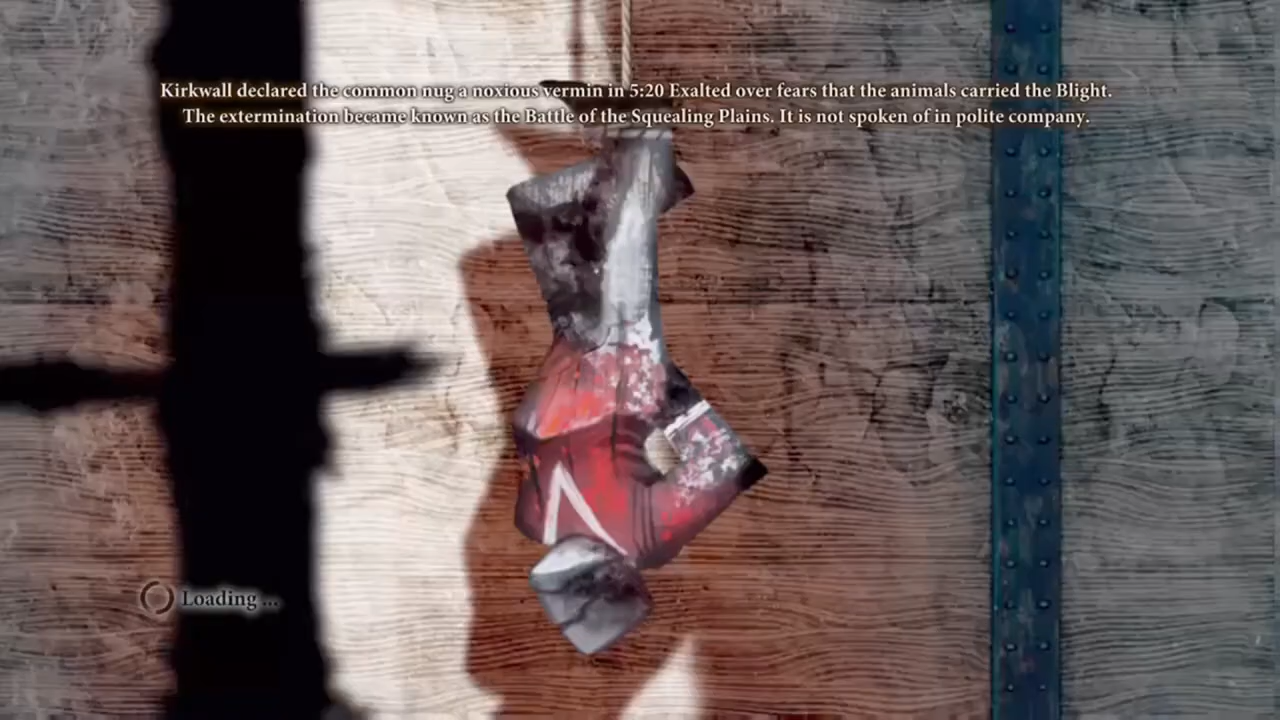 Kirkwall declared the common nug a noxious vermin in 5:20 Exalted over fears that the animals carried the Blight.
The extermination became known as the Battle of the Squealing Plains. It is not spoken of in polite company.
Loading ...